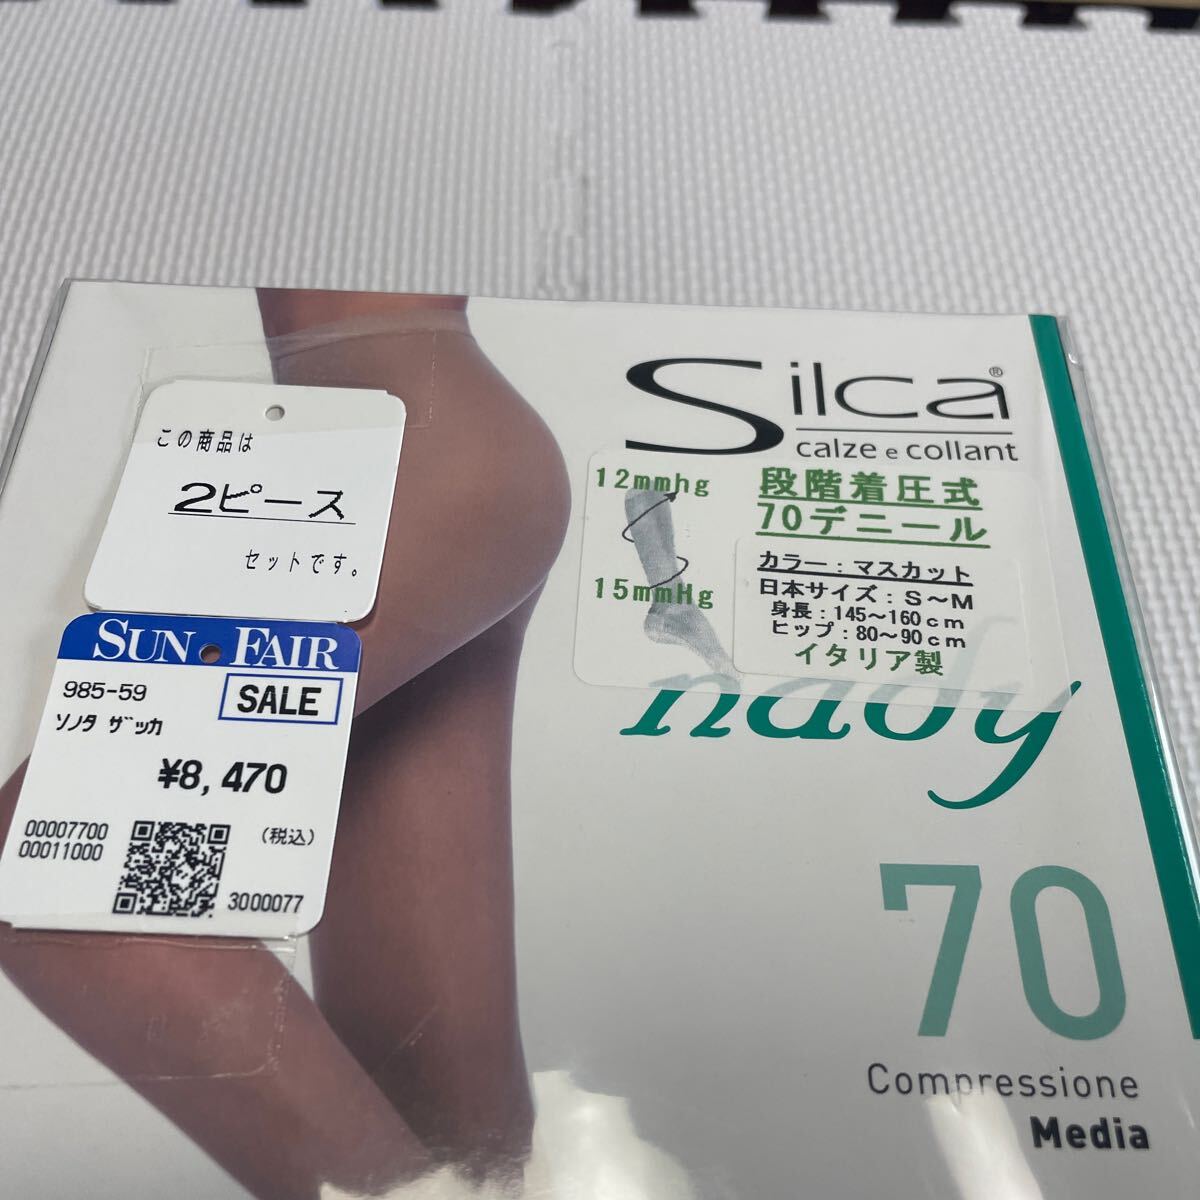 この商品は
2ピース
セットです。
SUN FAIR
985-59
SALE
ソノタ ザッカ
¥8,470
00007700
00011000
(税込)
3000077
Silca®
calze e collant
12mmhg
15mmHg
段階着圧式
70デニール
カラー:マスカット
日本サイズ:S~M
身長:145~160cm
ヒップ:80~90cm
イタリア製
70
Compressione
Media